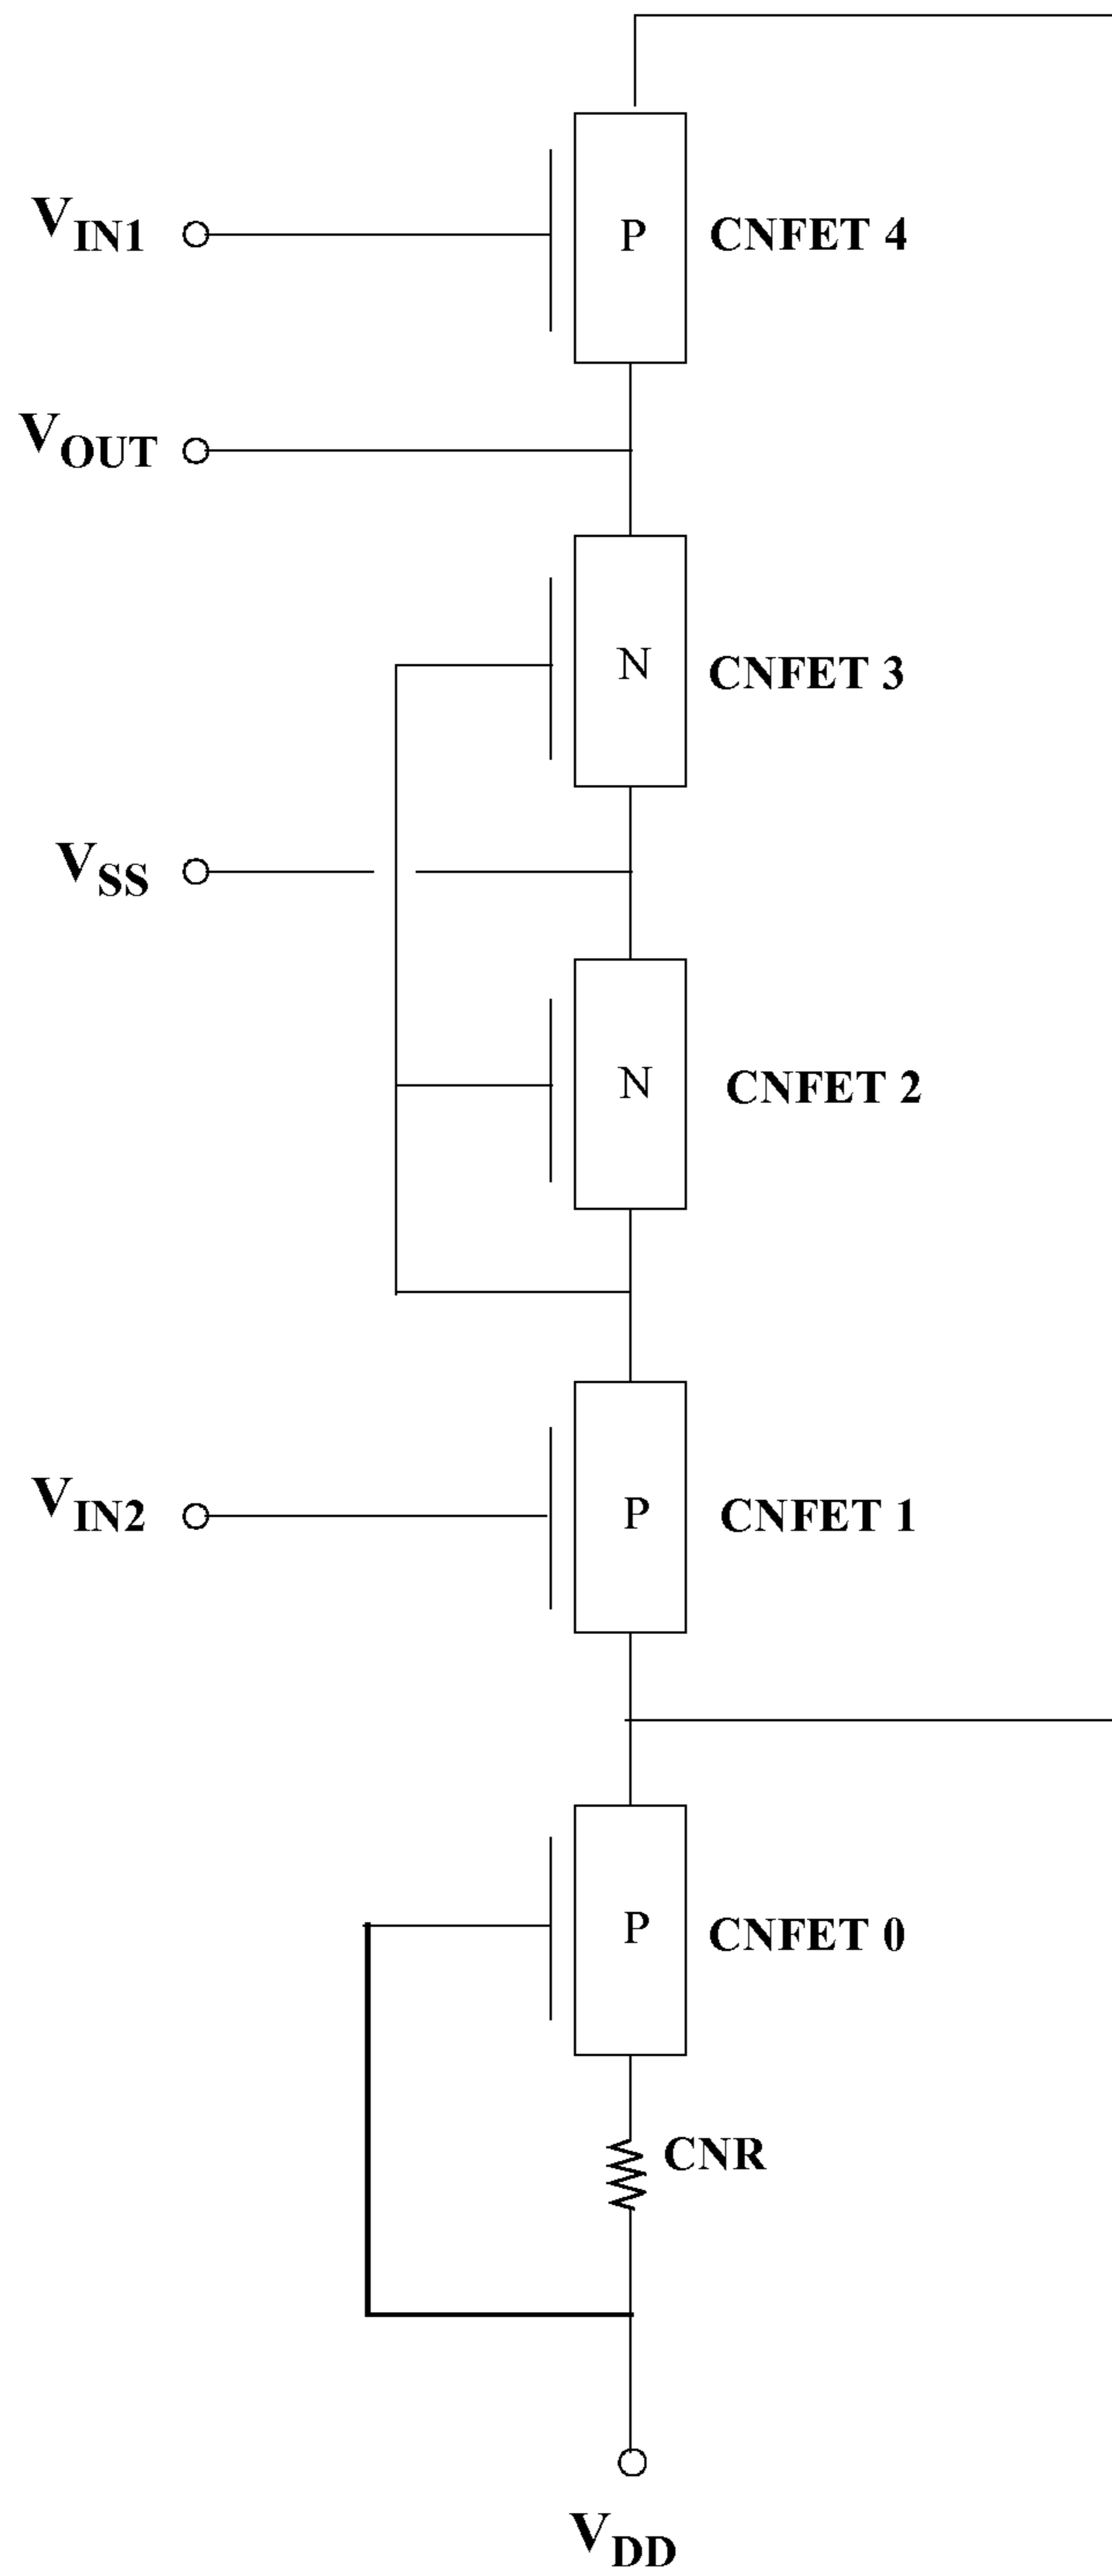 VIN1
P
CNFET 4
VOUT
N
CNFET 3
VSS
N
CNFET 2
VIN2
P
CNFET 1
P
CNFET 0
CNR
VDD